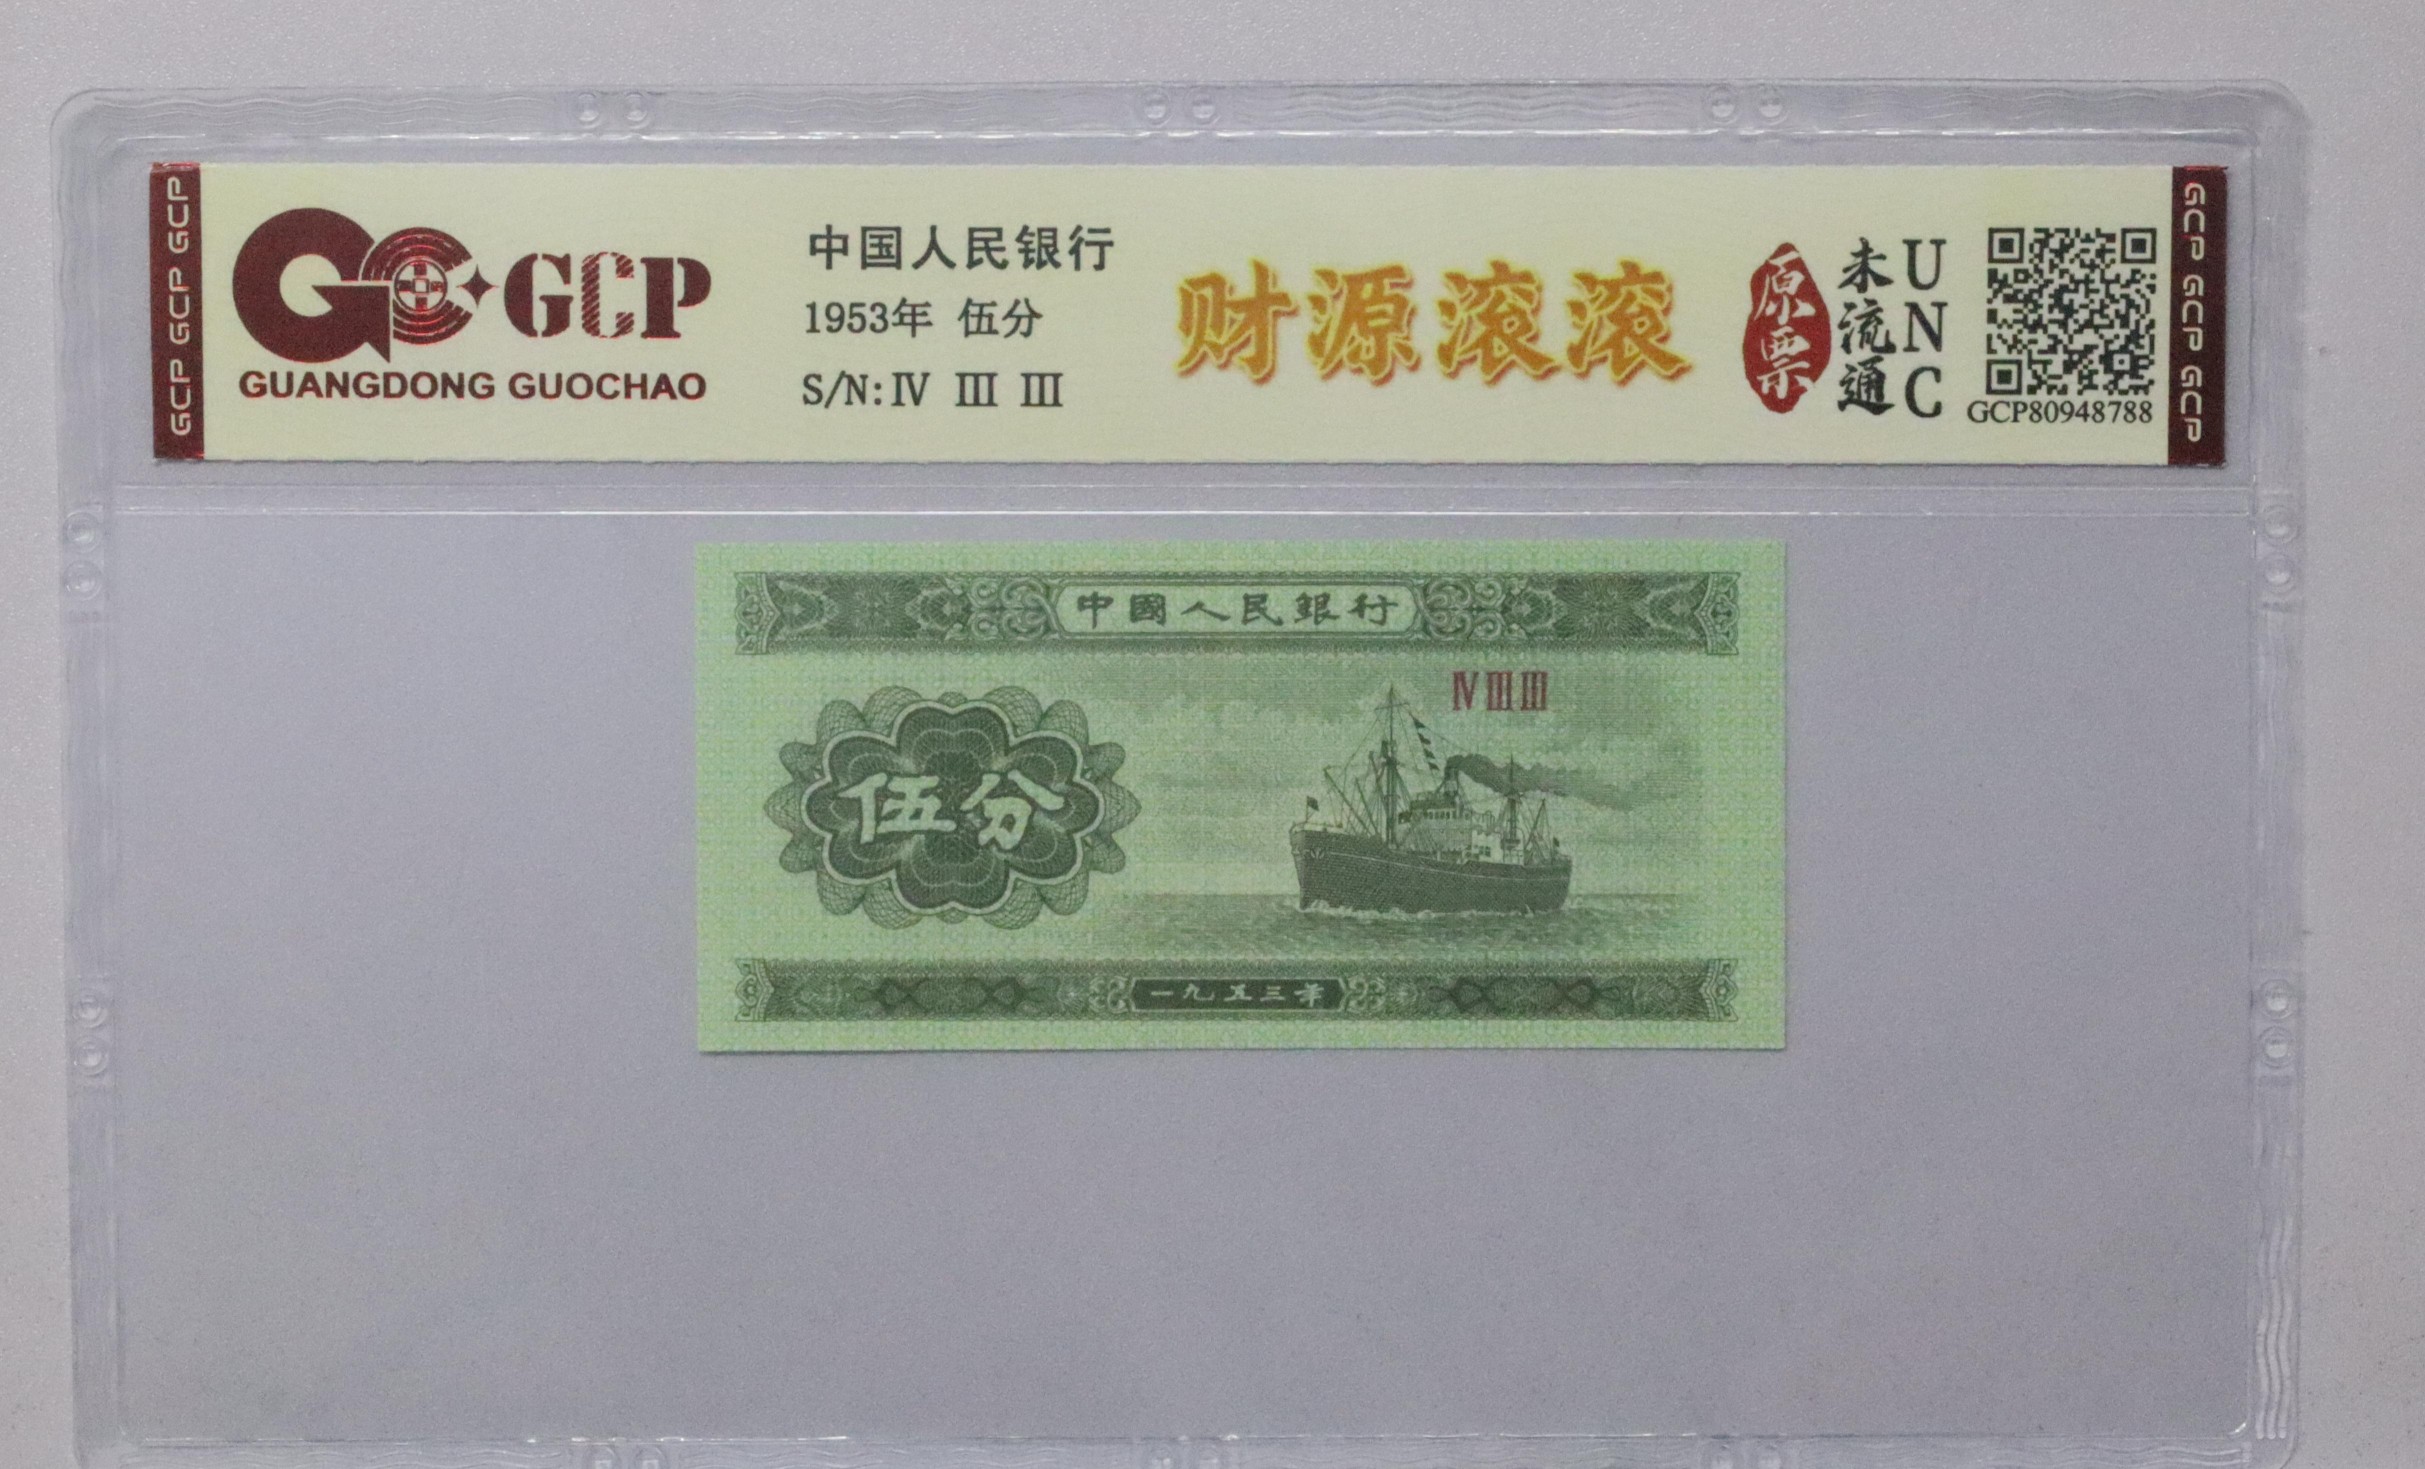 GCP GCP GCP
GCP
GUANGDONG GUOCHAO
中国人民银行
1953年 伍分
S/N: Ⅳ Ⅲ Ⅲ
财源滚滚
原票
未流通
UNC
GCP80948788
GCP GCP GCP
中國人民銀行
Ⅳ Ⅲ Ⅲ
伍分
一九五三年